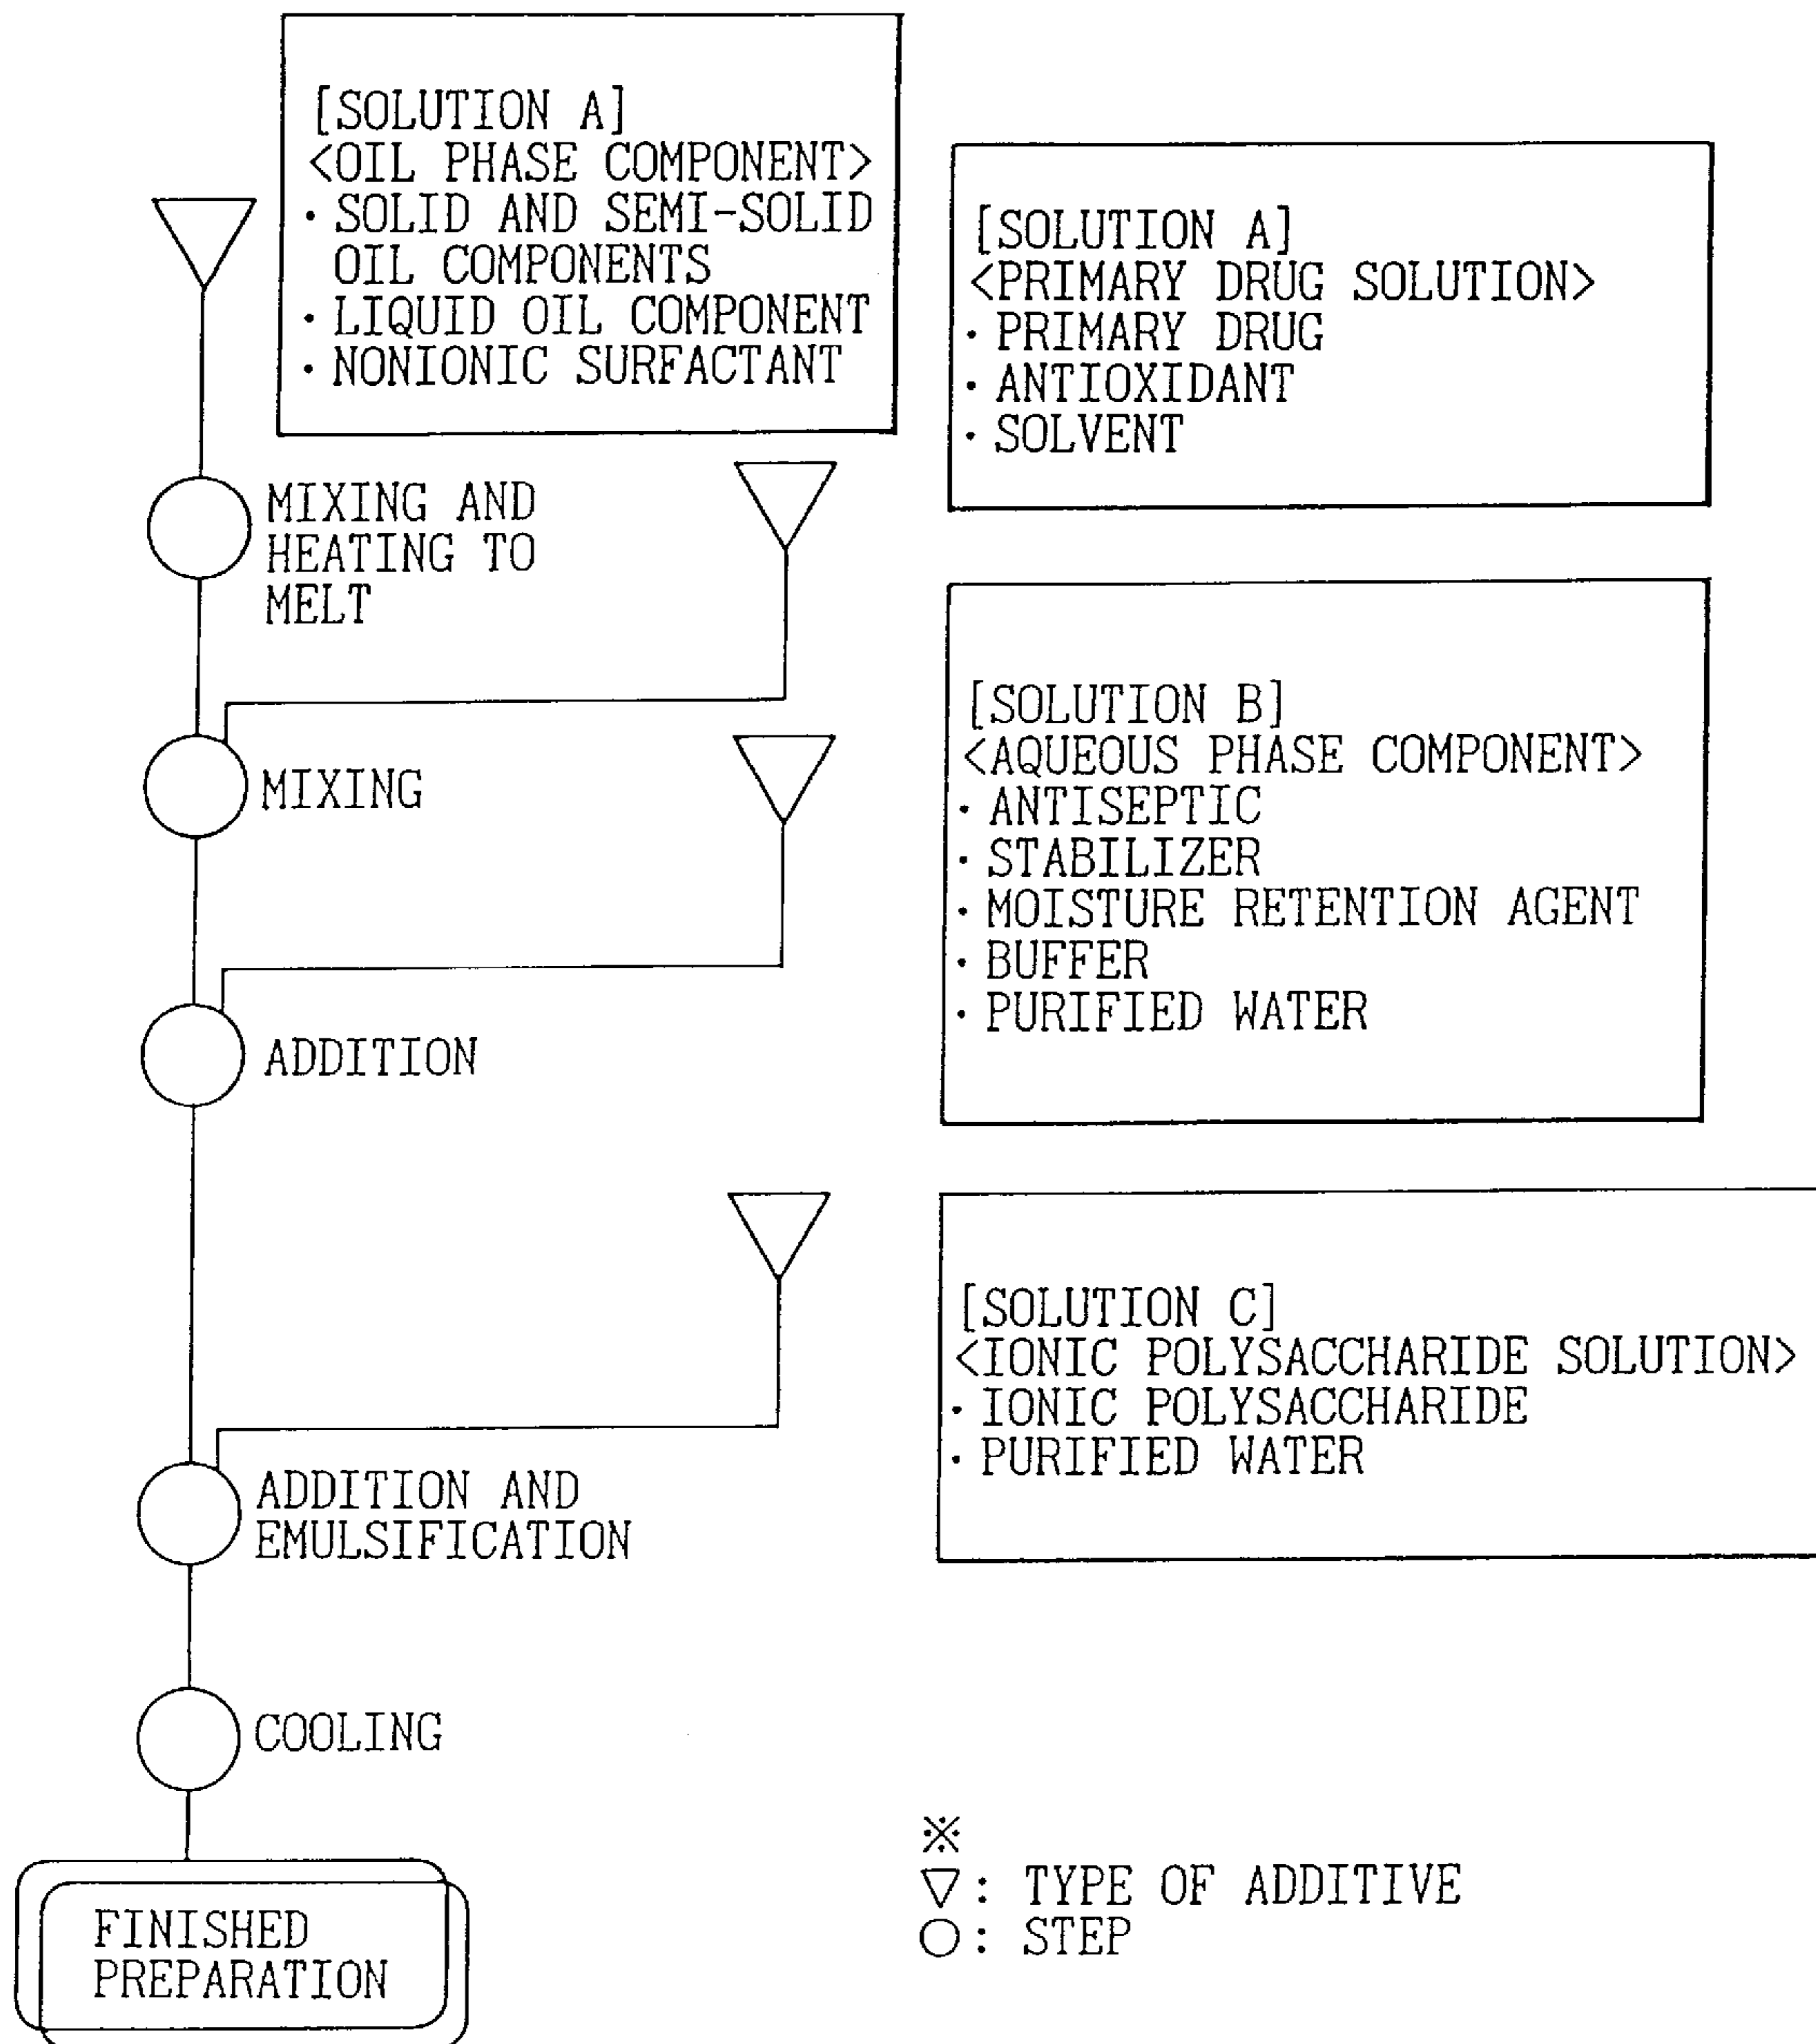 [SOLUTION A]
<OIL PHASE COMPONENT>
· SOLID AND SEMI-SOLID
OIL COMPONENTS
· LIQUID OIL COMPONENT
· NONIONIC SURFACTANT
[SOLUTION A]
<PRIMARY DRUG SOLUTION>
· PRIMARY DRUG
· ANTIOXIDANT
· SOLVENT
MIXING AND
HEATING TO
MELT
MIXING
[SOLUTION B]
<AQUEOUS PHASE COMPONENT>
· ANTISEPTIC
· STABILIZER
· MOISTURE RETENTION AGENT
· BUFFER
· PURIFIED WATER
ADDITION
[SOLUTION C]
<IONIC POLYSACCHARIDE SOLUTION>
· IONIC POLYSACCHARIDE
· PURIFIED WATER
ADDITION AND
EMULSIFICATION
COOLING
FINISHED
PREPARATION
※
▽: TYPE OF ADDITIVE
○: STEP